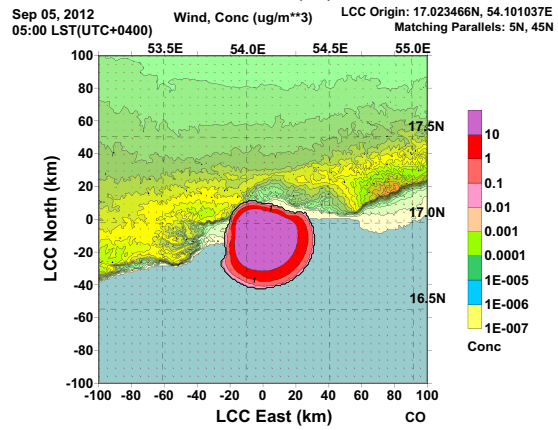 Sep 05, 2012
05:00 LST(UTC+0400)
Wind, Conc (ug/m**3)
LCC Origin: 17.023466N, 54.101037E
Matching Parallels: 5N, 45N
53.5E 54.0E 54.5E 55.0E
100
80
60
40
20
0
-20
-40
-60
-80
-100
LCC North (km)
17.5N
17.0N
16.5N
10
1
0.1
0.01
0.001
0.0001
1E-005
1E-006
1E-007
Conc
-100 -80 -60 -40 -20 0 20 40 60 80 100
LCC East (km)
CO